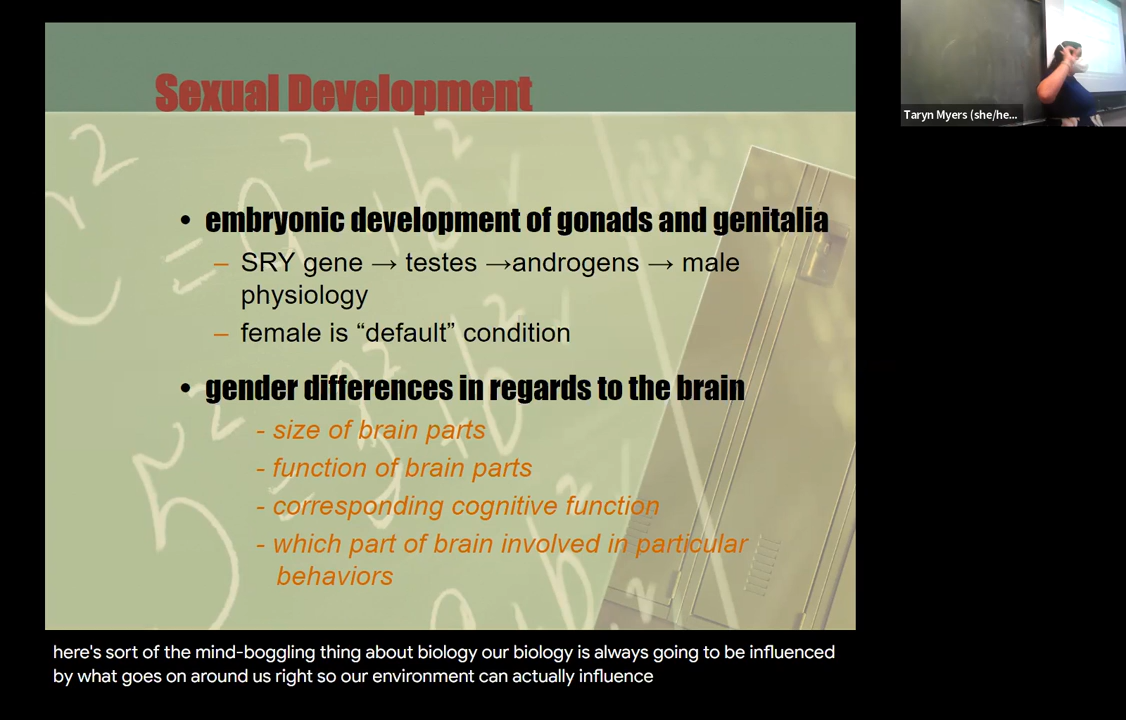 Sexual Development
Taryn Myers (she/he...
• embryonic development of gonads and genitalia
– SRY gene → testes →androgens → male
physiology
– female is “default” condition
• gender differences in regards to the brain
- size of brain parts
- function of brain parts
- corresponding cognitive function
- which part of brain involved in particular
behaviors
here's sort of the mind-boggling thing about biology our biology is always going to be influenced
by what goes on around us right so our environment can actually influence